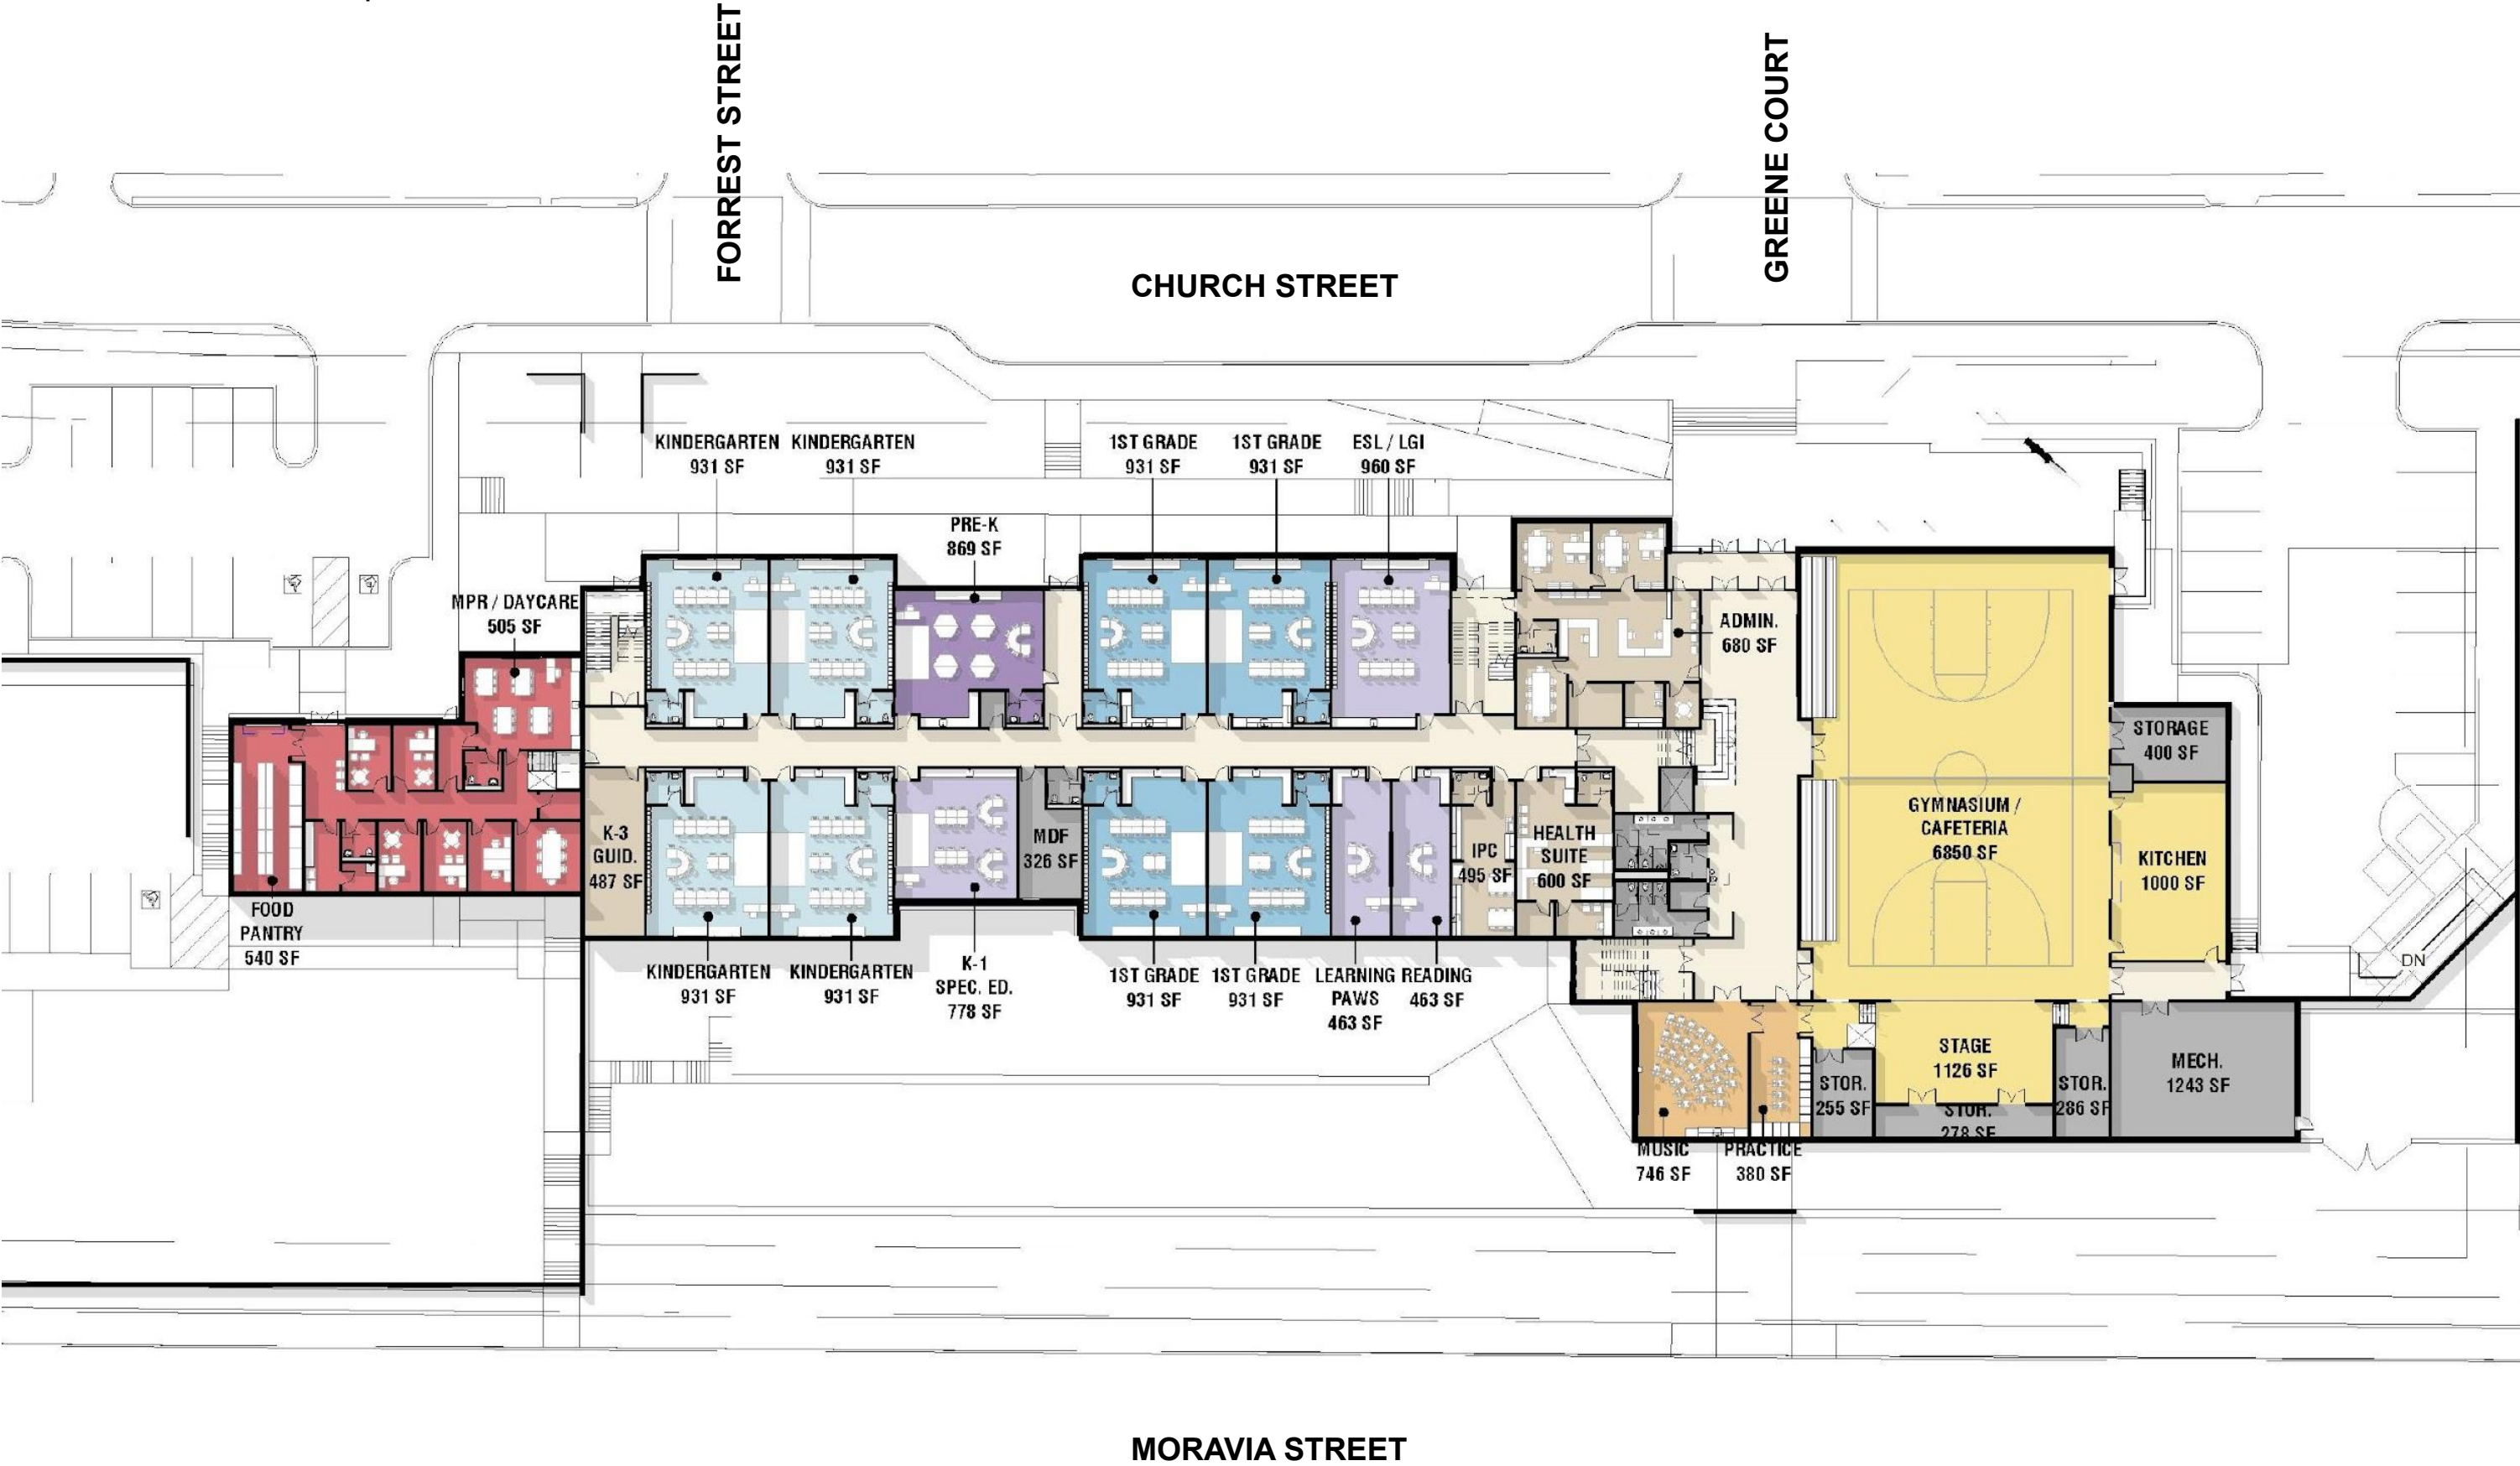 FORREST STREET
GREENE COURT
CHURCH STREET
KINDERGARTEN
931 SF
KINDERGARTEN
931 SF
1ST GRADE
931 SF
1ST GRADE
931 SF
ESL / LGI
960 SF
PRE-K
869 SF
MPR / DAYCARE
505 SF
ADMIN.
680 SF
STORAGE
400 SF
GYMNASIUM /
CAFETERIA
6850 SF
KITCHEN
1000 SF
K-3
GUID.
487 SF
MDF
326 SF
IPC
495 SF
HEALTH
SUITE
600 SF
FOOD
PANTRY
540 SF
KINDERGARTEN
931 SF
KINDERGARTEN
931 SF
K-1
SPEC. ED.
778 SF
1ST GRADE
931 SF
1ST GRADE
931 SF
LEARNING
PAWS
463 SF
READING
463 SF
DN
STAGE
1126 SF
STOR.
255 SF
STOR.
278 SF
STOR.
286 SF
MECH.
1243 SF
MUSIC
746 SF
PRACTICE
380 SF
MORAVIA STREET